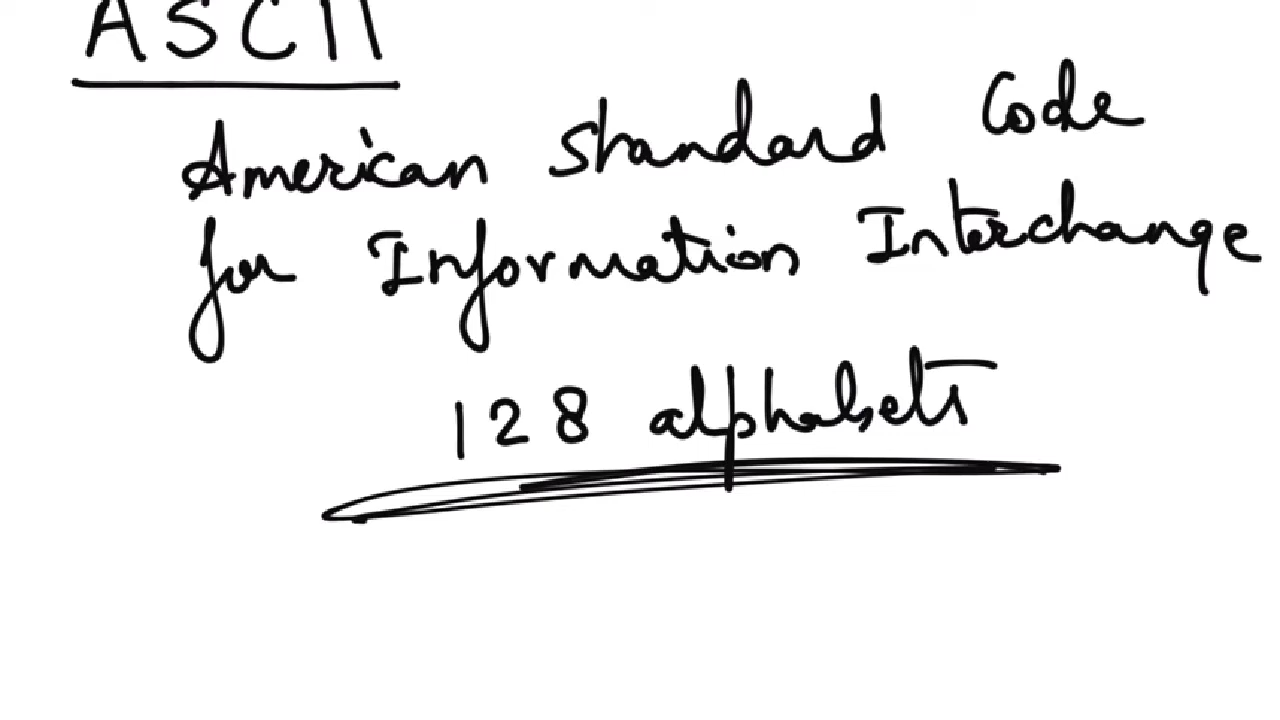 ASCII
American Standard Code
for Information Interchange
128 alphabets